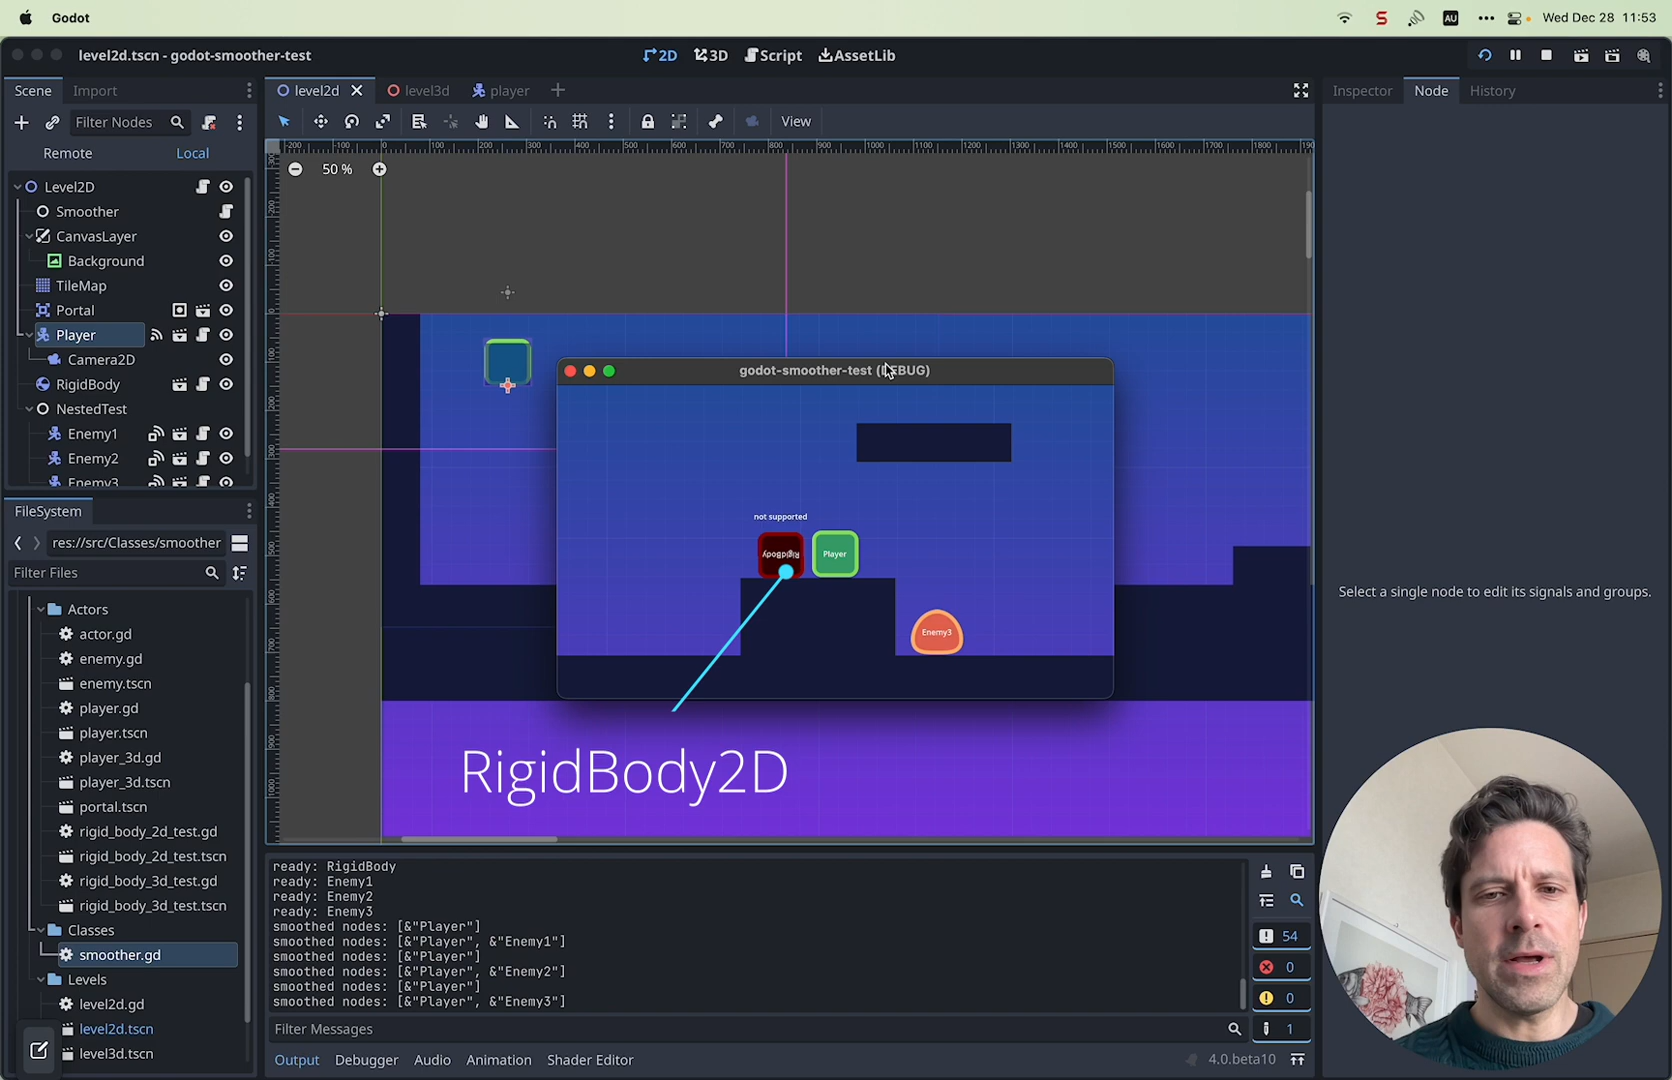 Godot
AU
Wed Dec 28 11:53
level2d.tscn - godot-smoother-test
2D
3D
Script
AssetLib
Scene
Import
level2d
level3d
player
Inspector
Node
History
Filter Nodes
View
Remote
Local
50 %
Level2D
Smoother
CanvasLayer
Background
TileMap
Portal
Player
Camera2D
RigidBody
NestedTest
Enemy1
Enemy2
Enemy3
godot-smoother-test (DEBUG)
not supported
RigidBody
Player
Enemy3
RigidBody2D
Select a single node to edit its signals and groups.
FileSystem
res://src/Classes/smoother
Filter Files
Actors
actor.gd
enemy.gd
enemy.tscn
player.gd
player.tscn
player_3d.gd
player_3d.tscn
portal.tscn
rigid_body_2d_test.gd
rigid_body_2d_test.tscn
rigid_body_3d_test.gd
rigid_body_3d_test.tscn
Classes
smoother.gd
Levels
level2d.gd
level2d.tscn
level3d.tscn
ready: RigidBody
ready: Enemy1
ready: Enemy2
ready: Enemy3
smoothed nodes: [&"Player"]
smoothed nodes: [&"Player", &"Enemy1"]
smoothed nodes: [&"Player"]
smoothed nodes: [&"Player", &"Enemy2"]
smoothed nodes: [&"Player"]
smoothed nodes: [&"Player", &"Enemy3"]
54
0
0
1
Filter Messages
Output
Debugger
Audio
Animation
Shader Editor
4.0.beta10